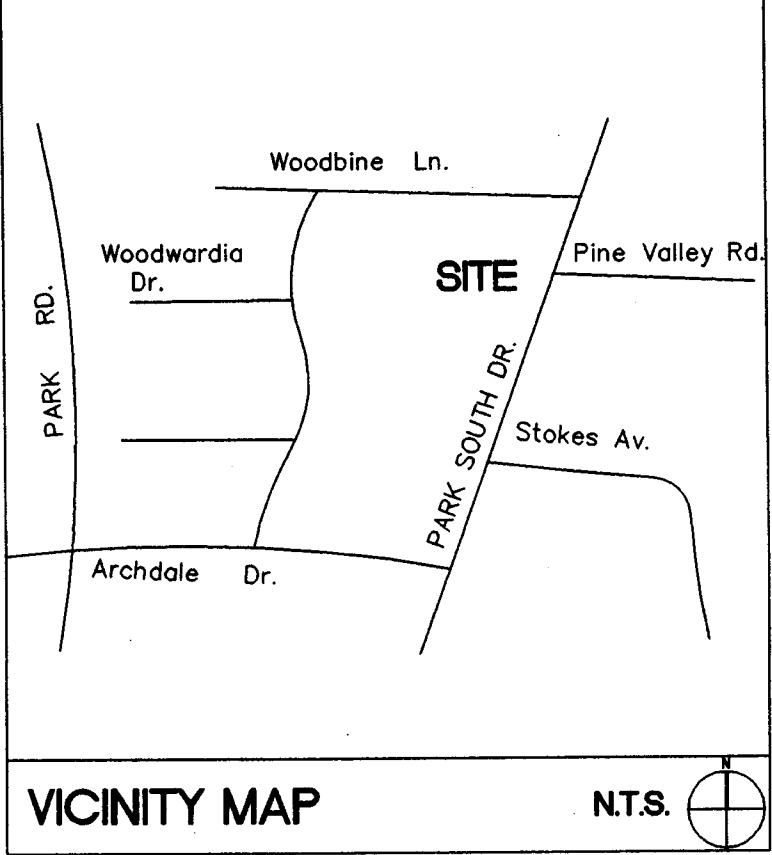 Woodbine Ln.
Woodwardia
Dr.
SITE
Pine Valley Rd.
PARK RD.
PARK SOUTH DR.
Stokes Av.
Archdale Dr.
VICINITY MAP
N.T.S.
N